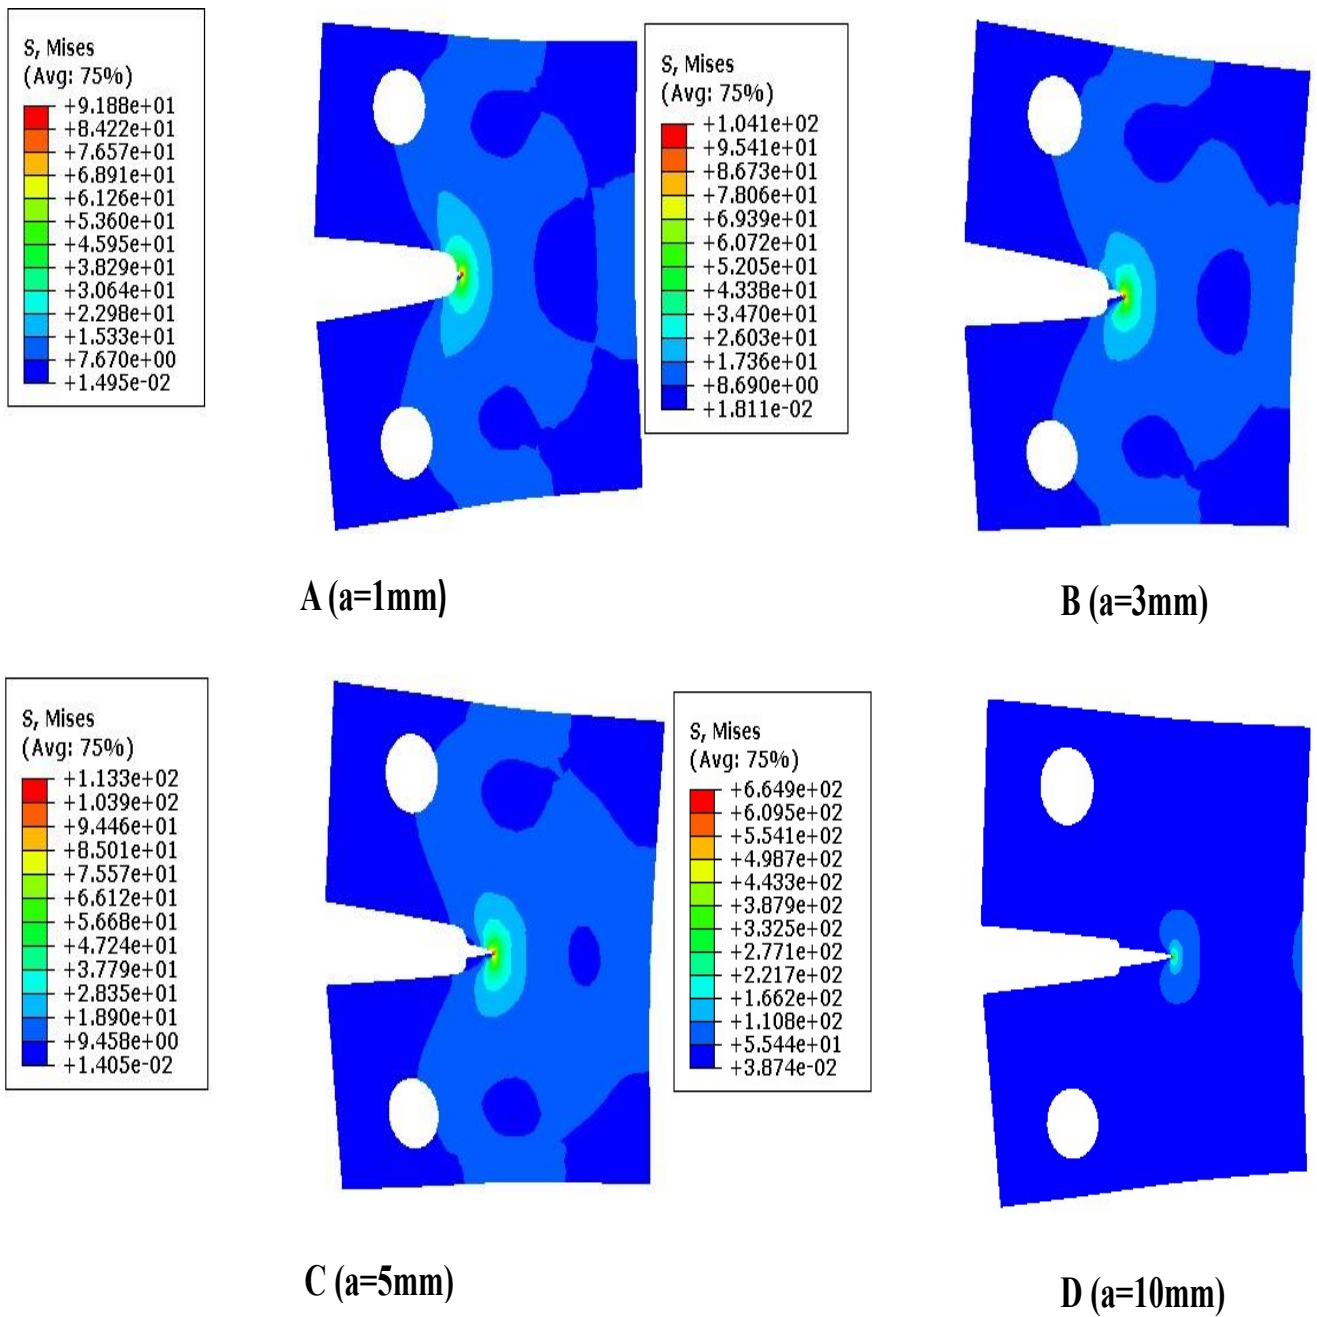 S, Mises
(Avg: 75%)
+9.188e+01
+8.422e+01
+7.657e+01
+6.891e+01
+6.126e+01
+5.360e+01
+4.595e+01
+3.829e+01
+3.064e+01
+2.298e+01
+1.533e+01
+7.670e+00
+1.495e-02
S, Mises
(Avg: 75%)
+1.041e+02
+9.541e+01
+8.673e+01
+7.806e+01
+6.939e+01
+6.072e+01
+5.205e+01
+4.338e+01
+3.470e+01
+2.603e+01
+1.736e+01
+8.690e+00
+1.811e-02
A (a=1mm)
B (a=3mm)
S, Mises
(Avg: 75%)
+1.133e+02
+1.039e+02
+9.446e+01
+8.501e+01
+7.557e+01
+6.612e+01
+5.668e+01
+4.724e+01
+3.779e+01
+2.835e+01
+1.890e+01
+9.458e+00
+1.405e-02
S, Mises
(Avg: 75%)
+6.649e+02
+6.095e+02
+5.541e+02
+4.987e+02
+4.433e+02
+3.879e+02
+3.325e+02
+2.771e+02
+2.217e+02
+1.662e+02
+1.108e+02
+5.544e+01
+3.874e-02
C (a=5mm)
D (a=10mm)